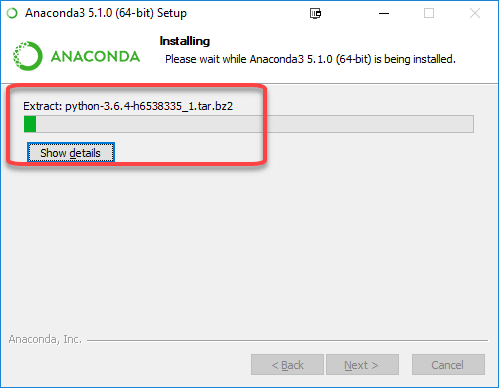 Anaconda3 5.1.0 (64-bit) Setup
ANACONDA
Installing
Please wait while Anaconda3 5.1.0 (64-bit) is being installed.
Extract: python-3.6.4-h6538335_1.tar.bz2
Show details
Anaconda, Inc.
< Back
Next >
Cancel